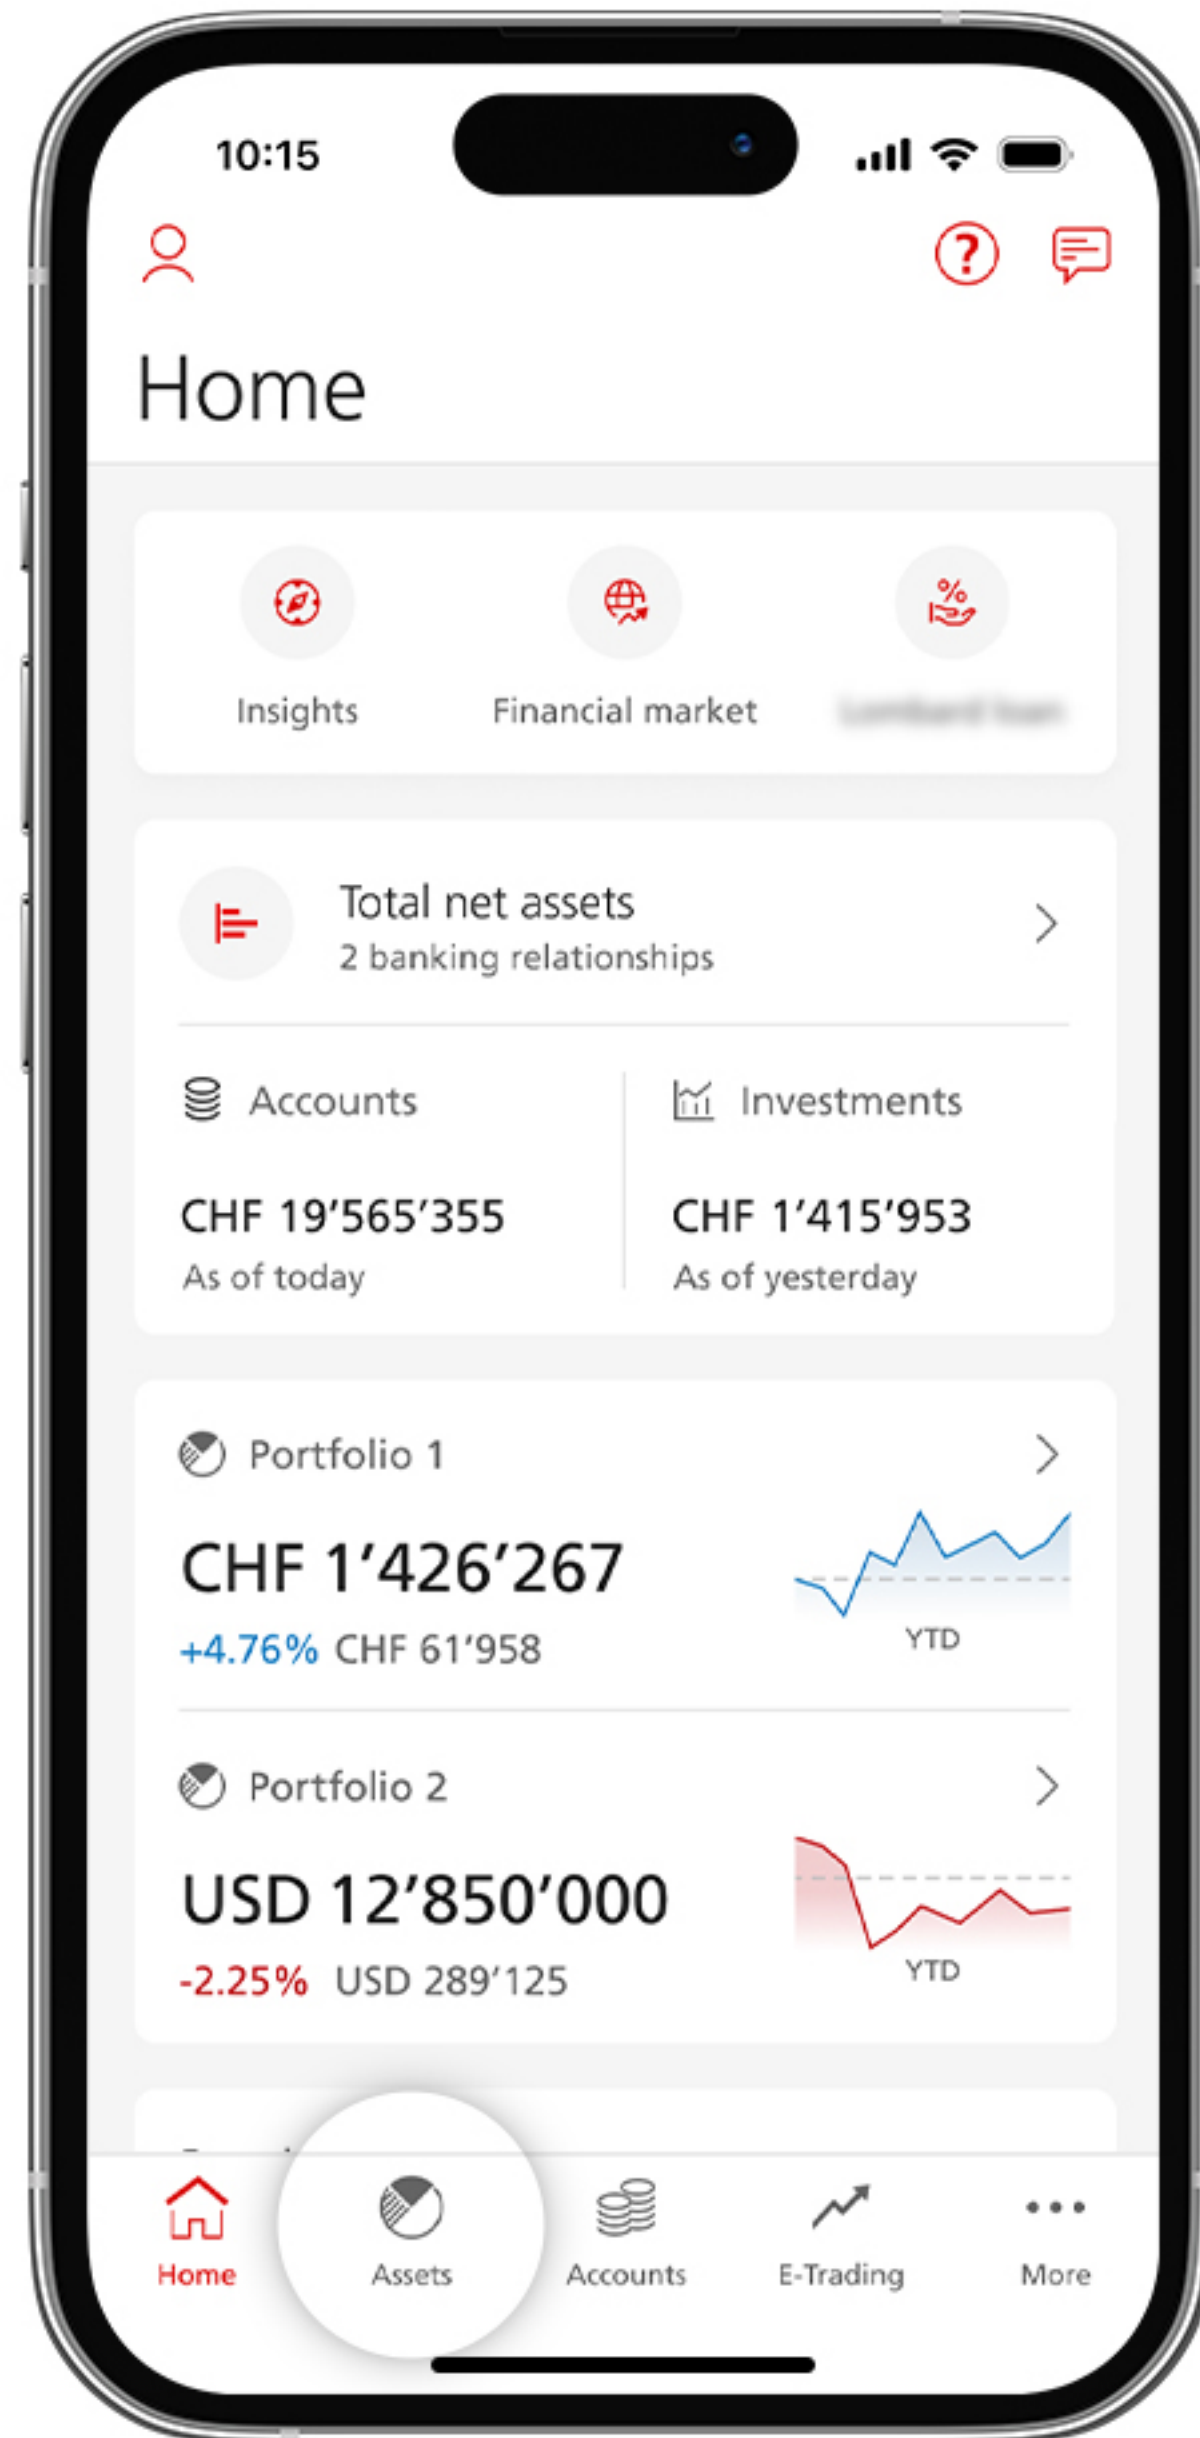 10:15
?
Home
%
Insights Financial market
Total net assets
2 banking relationships
Accounts Investments
CHF 19’565’355 CHF 1’415’953
As of today As of yesterday
Portfolio 1
CHF 1’426’267
+4.76% CHF 61’958
YTD
Portfolio 2
USD 12’850’000
-2.25% USD 289’125
YTD
Home Assets Accounts E-Trading More